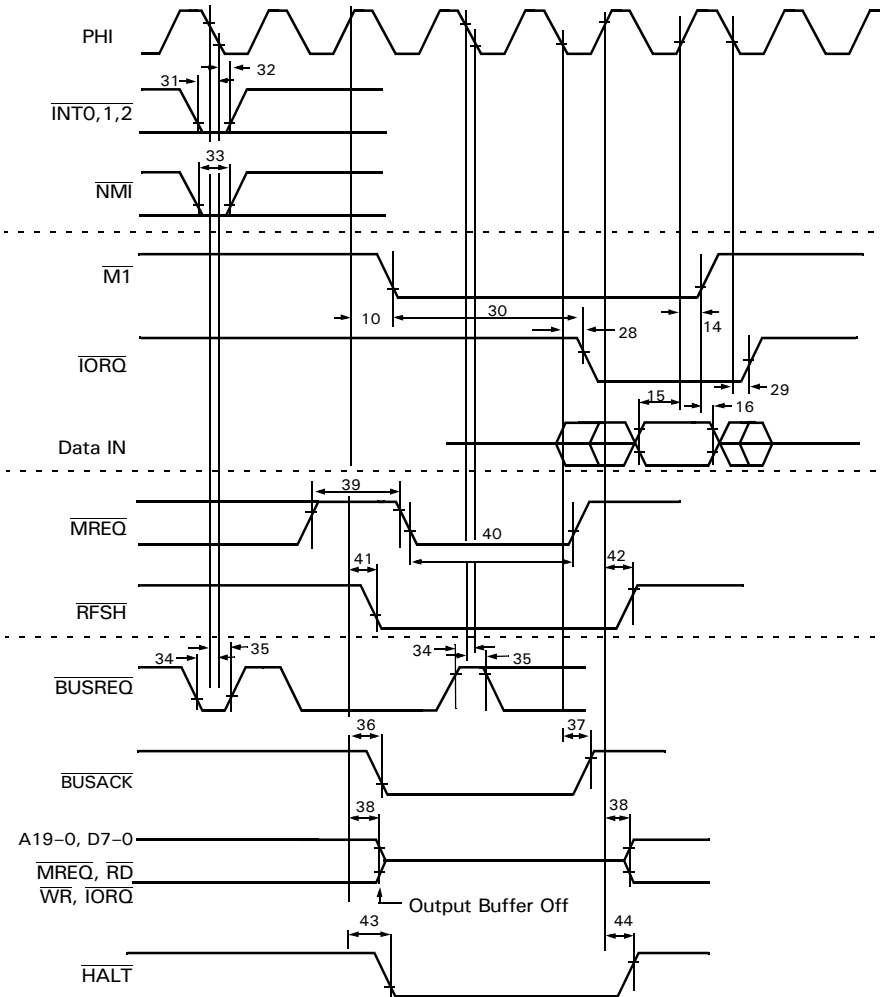 PHI
31
32
INT0,1,2
33
NMI
M1
10
30
28
14
IORQ
29
15
16
Data IN
39
MREQ
40
41
42
RFSH
34
35
34
35
BUSREQ
36
37
BUSACK
38
38
A19–0, D7–0
MREQ, RD
WR, IORQ
Output Buffer Off
43
44
HALT